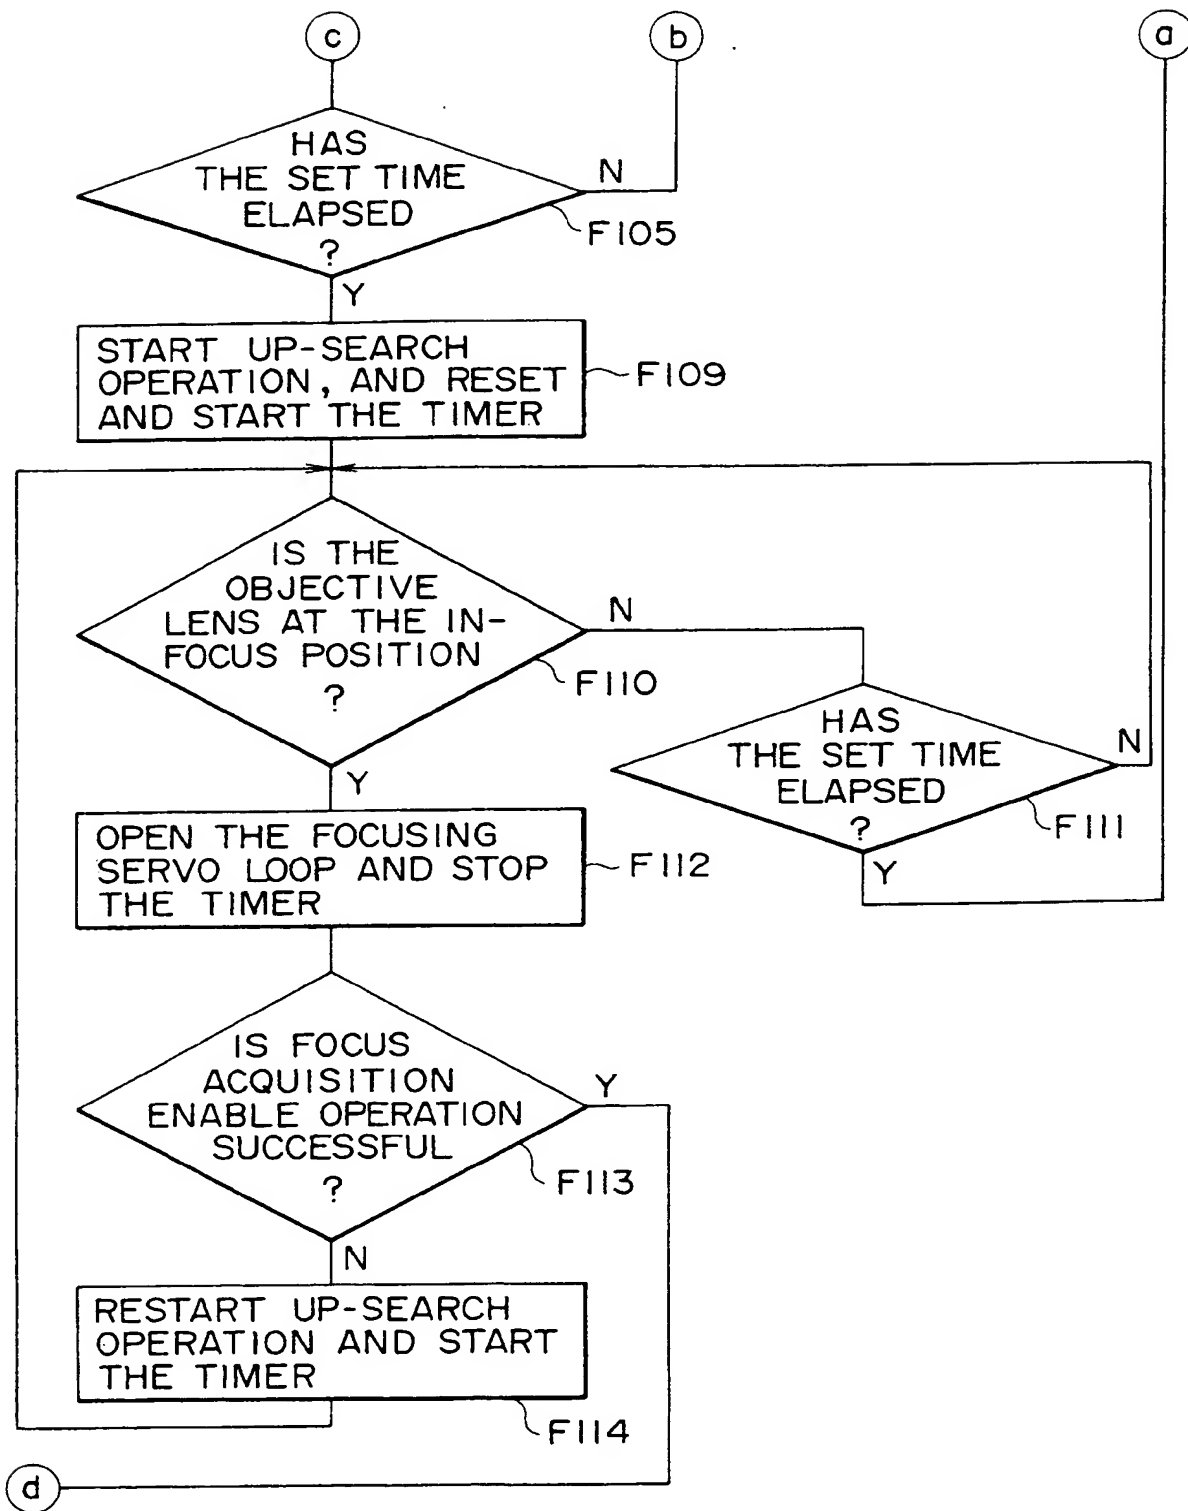 c
b
a
HAS
THE SET TIME
ELAPSED
?
N
F105
Y
START UP-SEARCH
OPERATION, AND RESET
AND START THE TIMER
F109
IS THE
OBJECTIVE
LENS AT THE IN-
FOCUS POSITION
?
N
F110
Y
HAS
THE SET TIME
ELAPSED
?
N
F111
Y
OPEN THE FOCUSING
SERVO LOOP AND STOP
THE TIMER
F112
IS FOCUS
ACQUISITION
ENABLE OPERATION
SUCCESSFUL
?
Y
F113
N
RESTART UP-SEARCH
OPERATION AND START
THE TIMER
F114
d